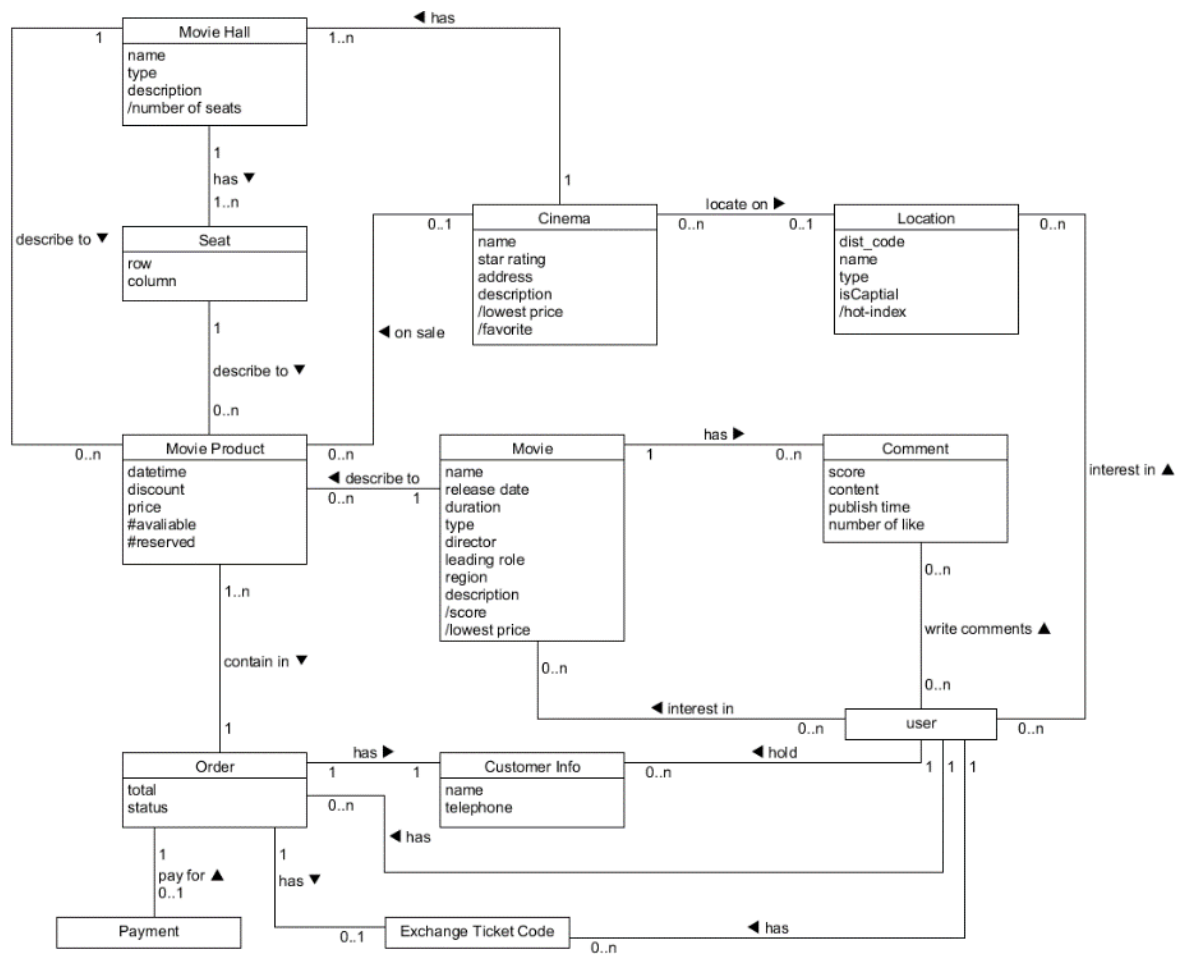 ◄ has
1
Movie Hall
1..n
name
type
description
/number of seats
1
has ▼
1..n
1
describe to ▼
Seat
row
column
0..1
Cinema
locate on ►
0..n
0..1
Location
0..n
name
star rating
address
description
/lowest price
/favorite
dist_code
name
type
isCaptial
/hot-index
1
◄ on sale
describe to ▼
0..n
0..n
Movie Product
0..n
datetime
discount
price
#avaliable
#reserved
◄ describe to
0..n
1
Movie
name
release date
duration
type
director
leading role
region
description
/score
/lowest price
has ►
1
0..n
Comment
score
content
publish time
number of like
interest in ▲
1..n
0..n
contain in ▼
write comments ▲
0..n
0..n
◄ interest in
0..n
user
0..n
1
Order
total
status
has ►
1
1
Customer Info
name
telephone
◄ hold
0..n
1
1
1
0..n
◄ has
1
pay for ▲
0..1
1
has ▼
Payment
0..1
Exchange Ticket Code
◄ has
0..n